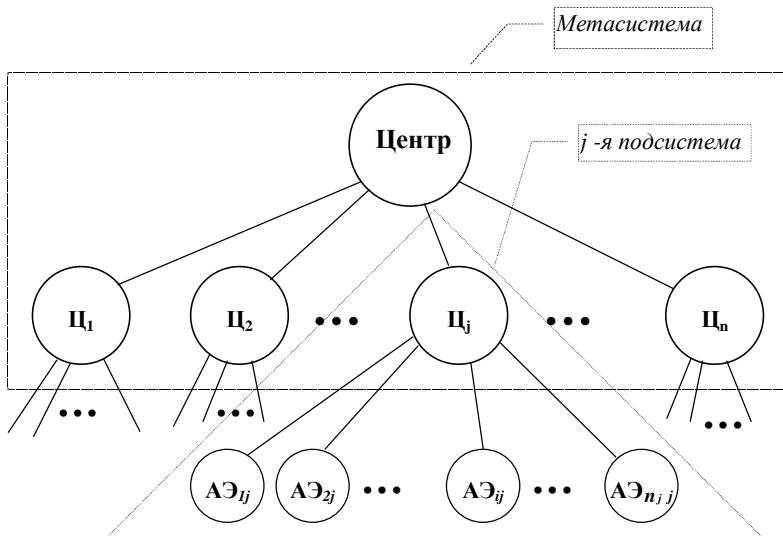 Метасистема
Центр
j -я подсистема
Ц1 Ц2 ••• Цj ••• Цn
••• ••• •••
АЭ1j АЭ2j ••• АЭij ••• АЭnj j